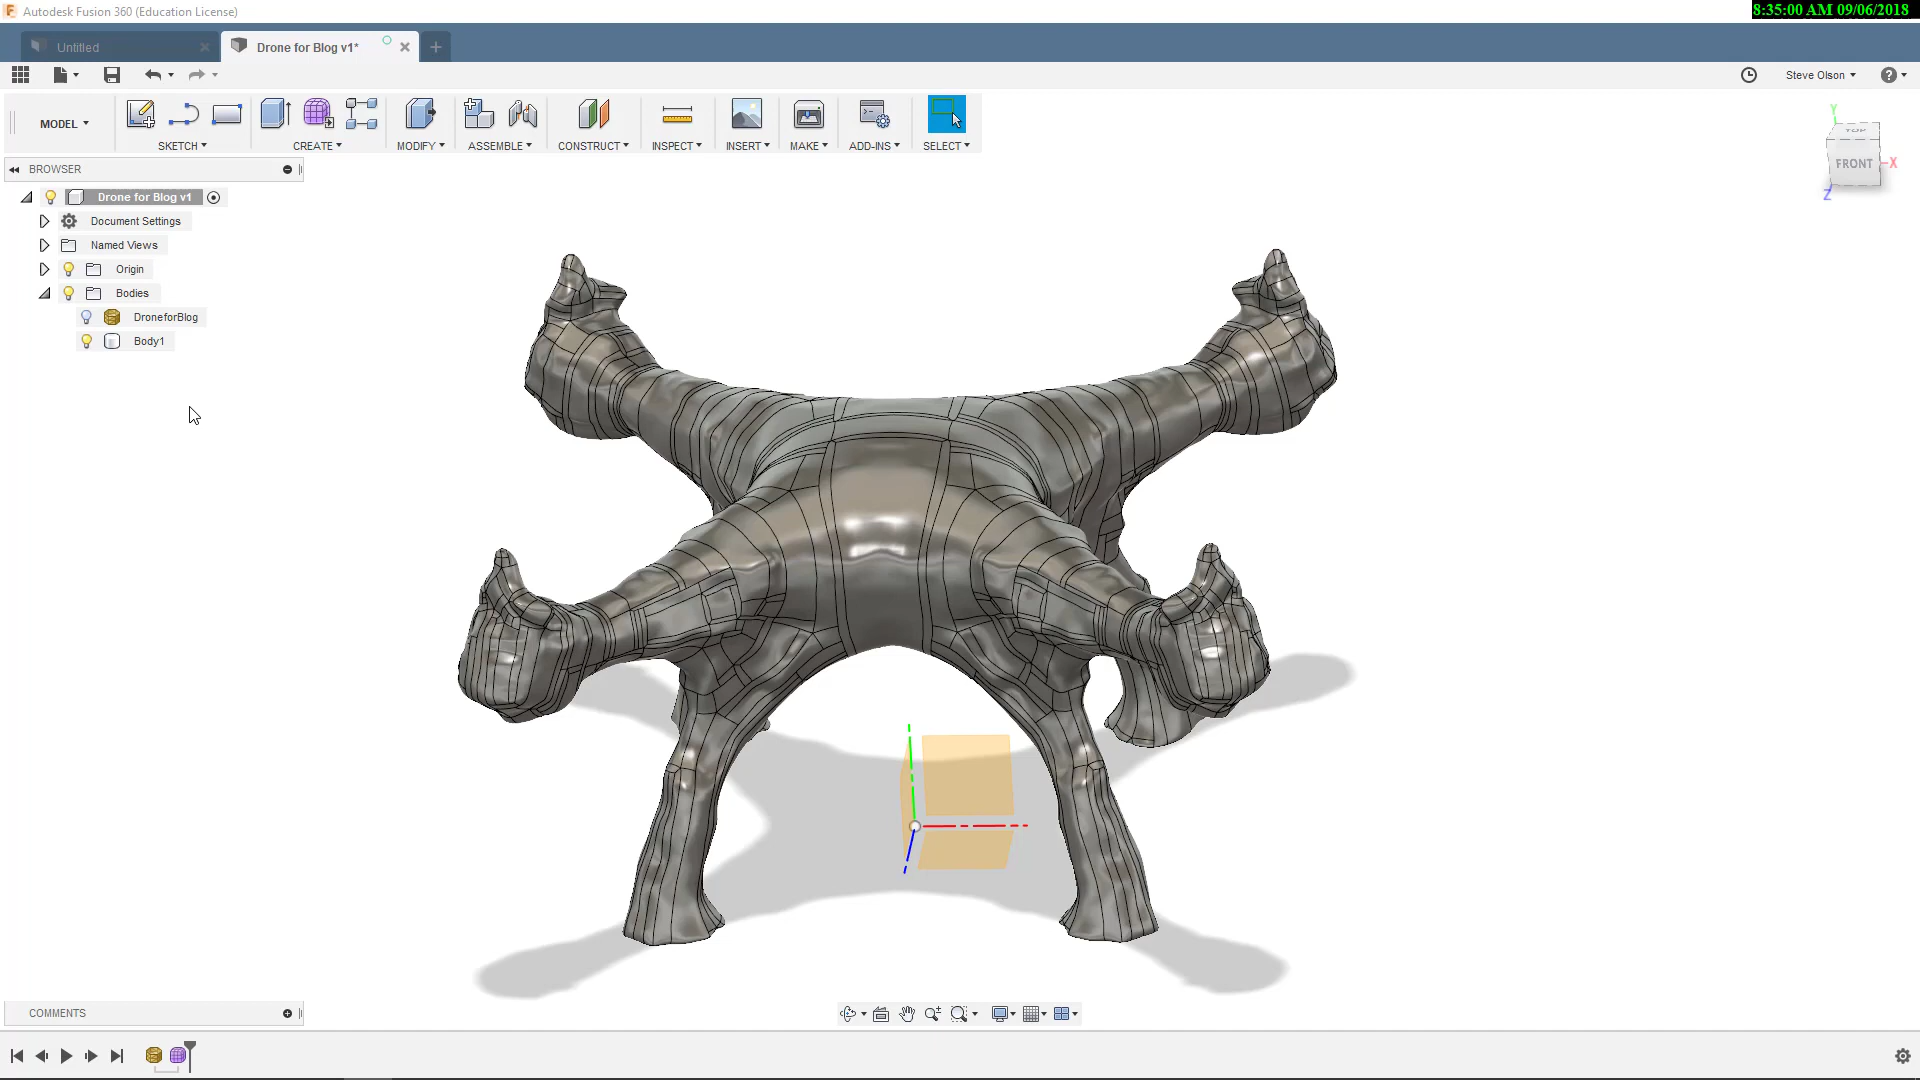 Autodesk Fusion 360 (Education License)
8:35:00 AM 09/06/2018
Untitled
Drone for Blog v1*
Steve Olson
MODEL
SKETCH
CREATE
MODIFY
ASSEMBLE
CONSTRUCT
INSPECT
INSERT
MAKE
ADD-INS
SELECT
Y
TOP
FRONT
X
Z
BROWSER
Drone for Blog v1
Document Settings
Named Views
Origin
Bodies
DroneforBlog
Body1
COMMENTS